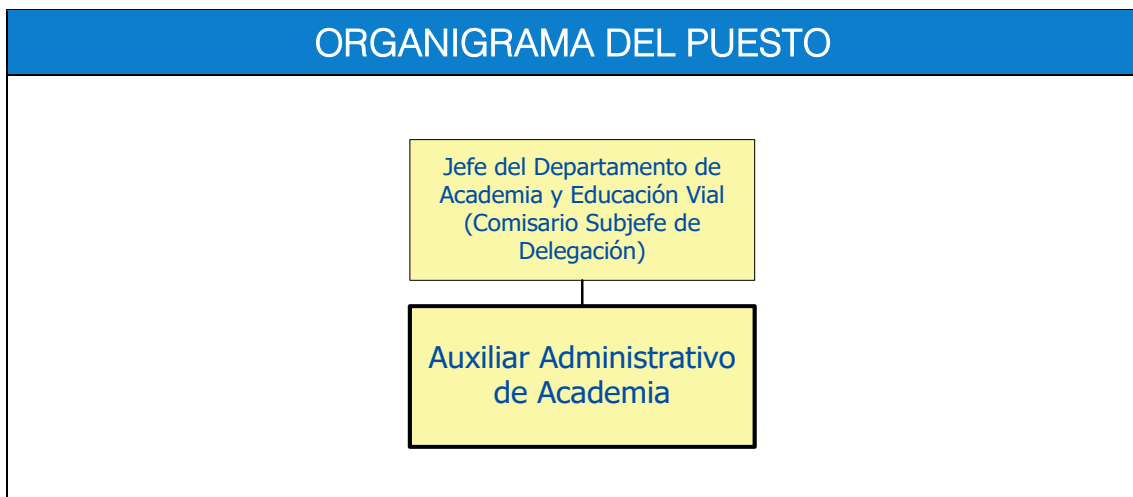 ORGANIGRAMA DEL PUESTO
Jefe del Departamento de
Academia y Educación Vial
(Comisario Subjefe de
Delegación)
Auxiliar Administrativo
de Academia